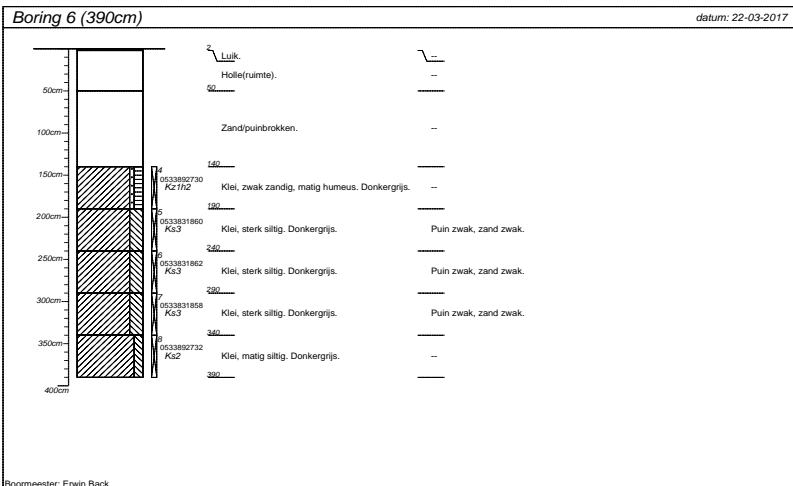 Boring 6 (390cm) datum: 22-03-2017
2 Luik. --
Holle(ruimte). --
50cm 50
Zand/puinbrokken. --
100cm
140
150cm 4
0533892730
Kz1h2 Klei, zwak zandig, matig humeus. Donkergrijs. --
190
200cm 5
0533831860
Ks3 Klei, sterk siltig. Donkergrijs. Puin zwak, zand zwak.
240
250cm 6
0533831862
Ks3 Klei, sterk siltig. Donkergrijs. Puin zwak, zand zwak.
290
300cm 7
0533831858
Ks3 Klei, sterk siltig. Donkergrijs. Puin zwak, zand zwak.
340
350cm 8
0533892732
Ks2 Klei, matig siltig. Donkergrijs. --
390
400cm
Boormeester: Erwin Back